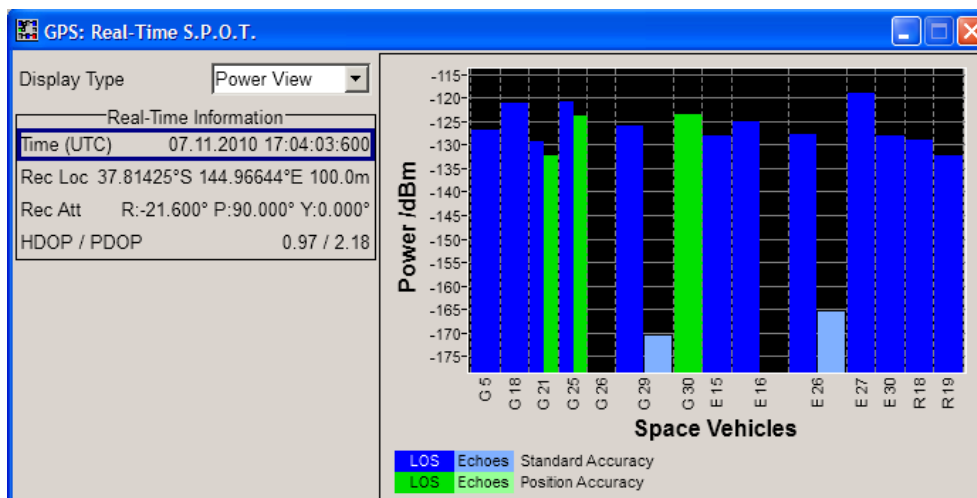 GPS: Real-Time S.P.O.T.
Display Type Power View
Real-Time Information
Time (UTC) 07.11.2010 17:04:03:600
Rec Loc 37.81425°S 144.96644°E 100.0m
Rec Att R:-21.600° P:90.000° Y:0.000°
HDOP / PDOP 0.97 / 2.18
Power /dBm
-115
-120
-125
-130
-135
-140
-145
-150
-155
-160
-165
-170
-175
G 5 G 18 G 21 G 25 G 26 G 29 G 30 E 15 E 16 E 26 E 27 E 30 R 18 R 19
Space Vehicles
LOS Echoes Standard Accuracy
LOS Echoes Position Accuracy